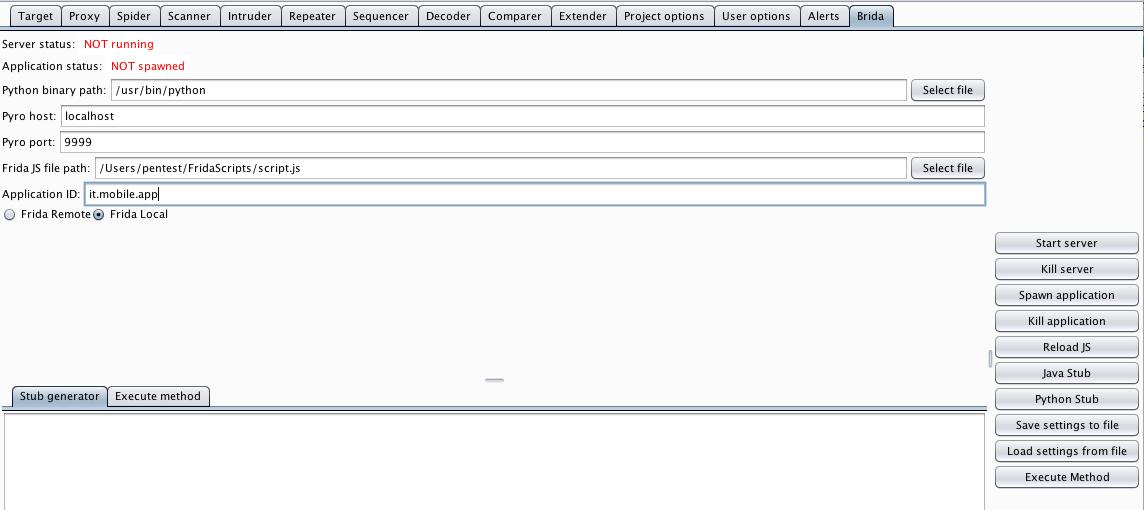 Target Proxy Spider Scanner Intruder Repeater Sequencer Decoder Comparer Extender Project options User options Alerts Brida
Server status: NOT running
Application status: NOT spawned
Python binary path: /usr/bin/python Select file
Pyro host: localhost
Pyro port: 9999
Frida JS file path: /Users/pentest/FridaScripts/script.js Select file
Application ID: it.mobile.app
Frida Remote Frida Local
Start server
Kill server
Spawn application
Kill application
Reload JS
Java Stub
Python Stub
Save settings to file
Load settings from file
Execute Method
Stub generator Execute method